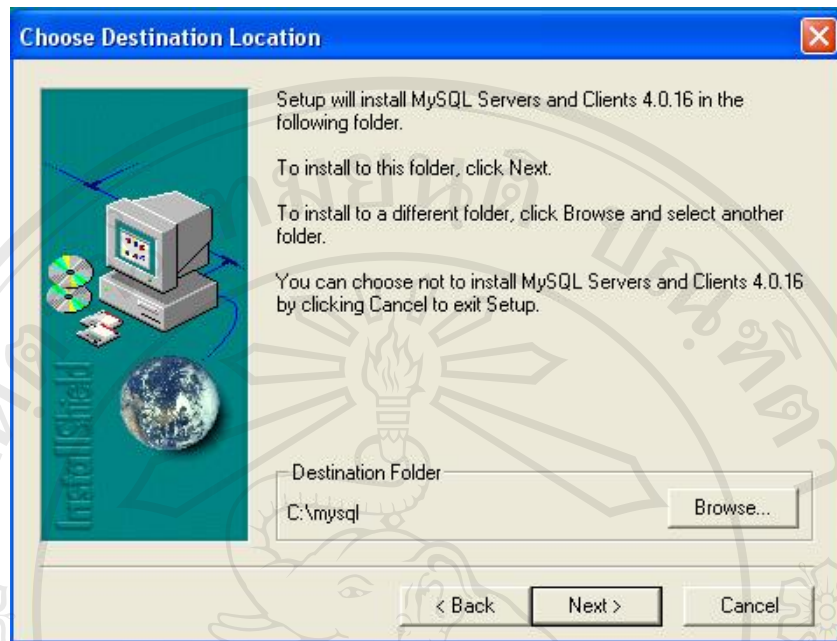 Choose Destination Location
Setup will install MySQL Servers and Clients 4.0.16 in the
following folder.
To install to this folder, click Next.
To install to a different folder, click Browse and select another
folder.
You can choose not to install MySQL Servers and Clients 4.0.16
by clicking Cancel to exit Setup.
InstallShield
Destination Folder
C:\mysql
Browse...
< Back
Next >
Cancel